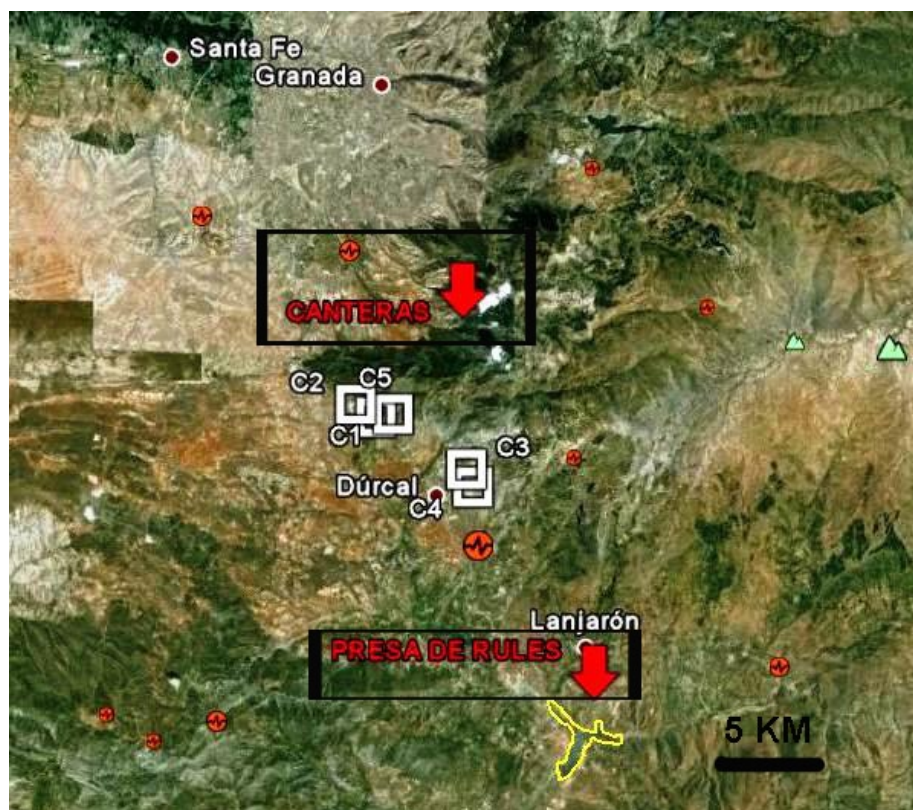 Santa Fe
Granada
CANTERAS
C2
C5
C1
C3
Dúrcal
C4
Lanjarón
PRESA DE RULES
5 KM